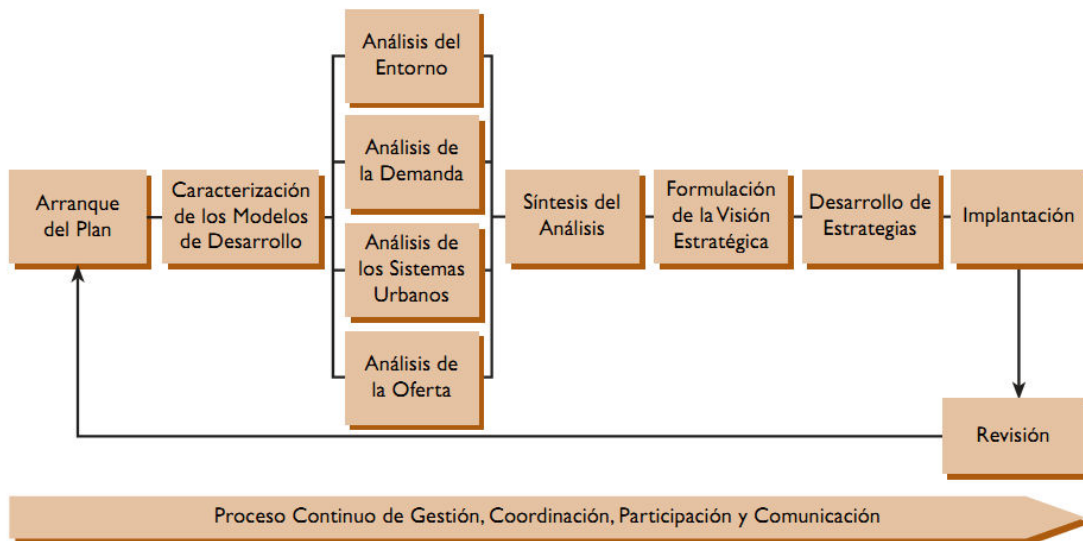 Arranque
del Plan
Caracterización
de los Modelos
de Desarrollo
Análisis del
Entorno
Análisis de
la Demanda
Análisis de
los Sistemas
Urbanos
Análisis de
la Oferta
Síntesis del
Análisis
Formulación
de la Visión
Estratégica
Desarrollo de
Estrategias
Implantación
Revisión
Proceso Continuo de Gestión, Coordinación, Participación y Comunicación